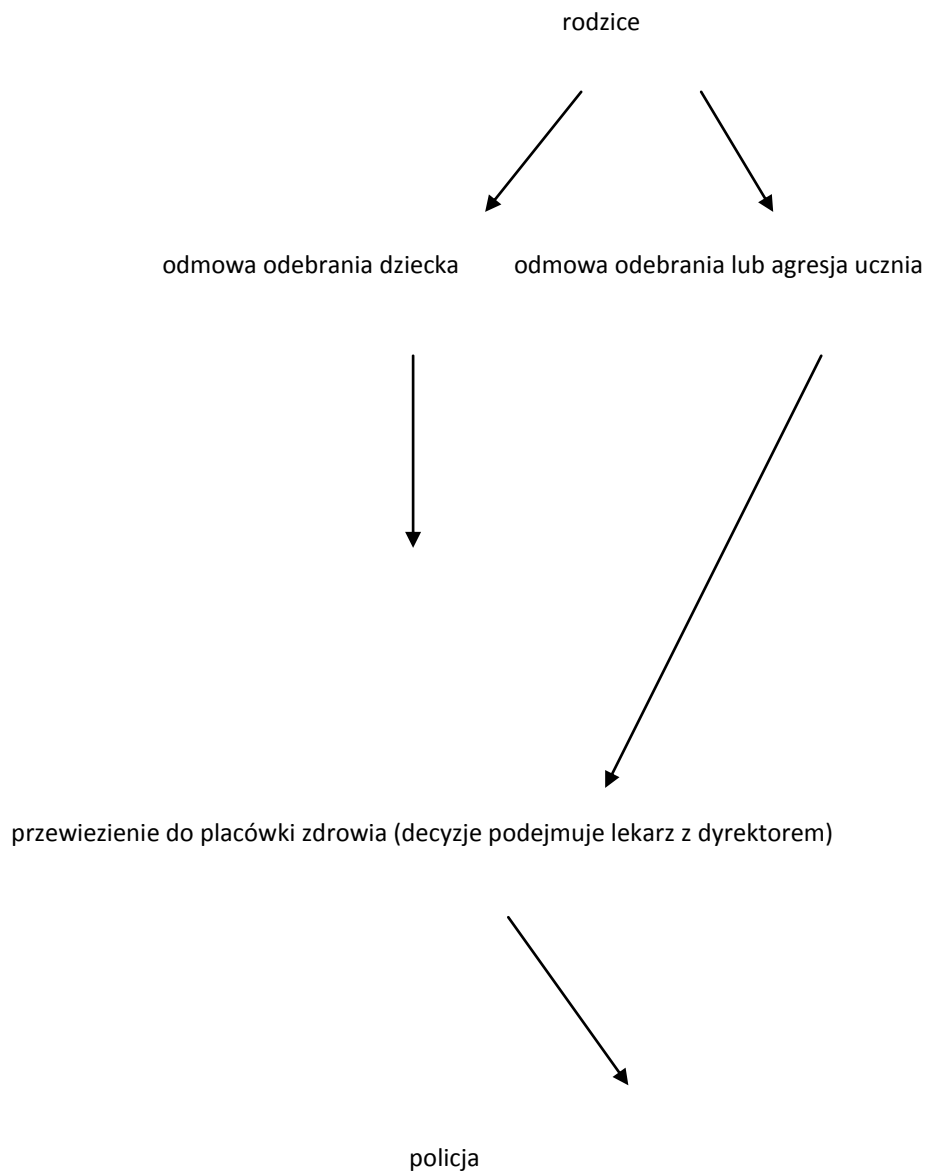 rodzice
odmowa odebrania dziecka
odmowa odebrania lub agresja ucznia
przewiezienie do placówki zdrowia (decyzje podejmuje lekarz z dyrektorem)
policja